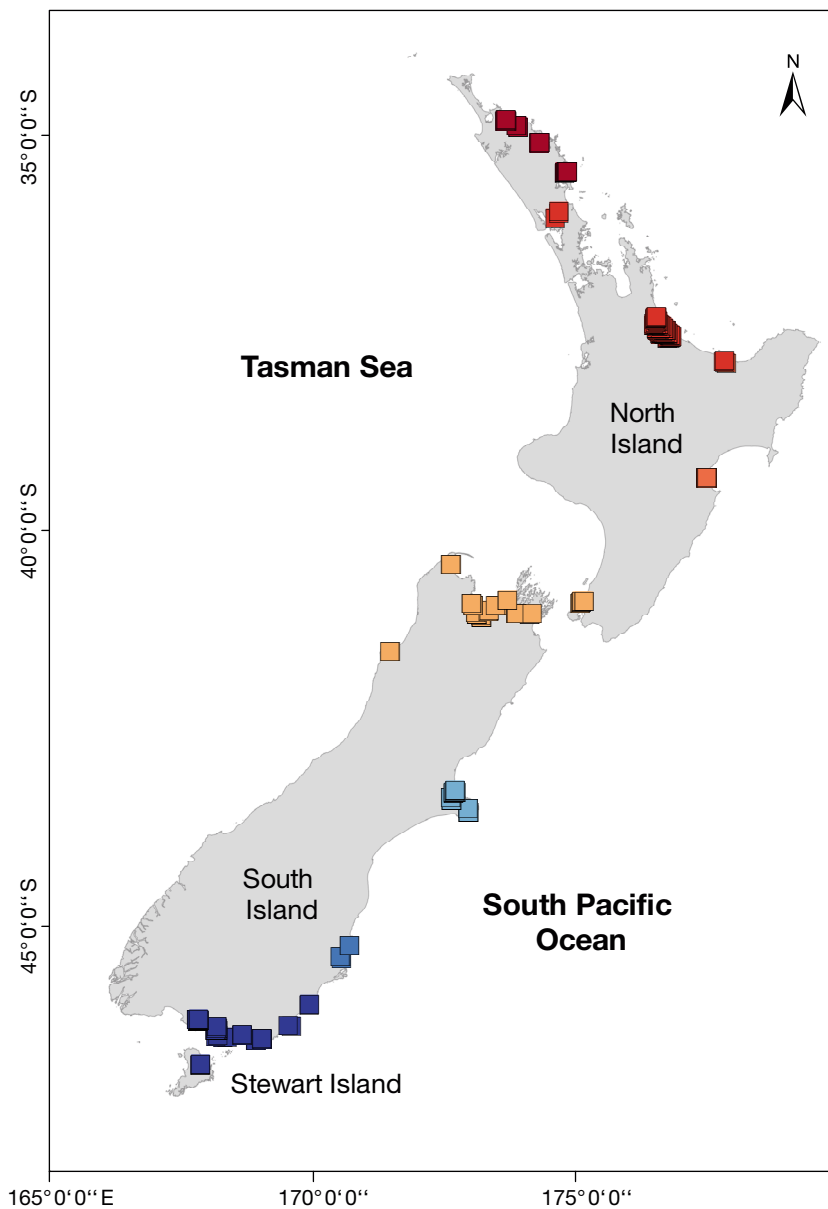 N
35°0‘0‘‘S
Tasman Sea
North
Island
40°0‘0‘‘S
South
Island
45°0‘0‘‘S
South Pacific
Ocean
Stewart Island
165°0‘0‘‘E
170°0‘0‘‘
175°0‘0‘‘